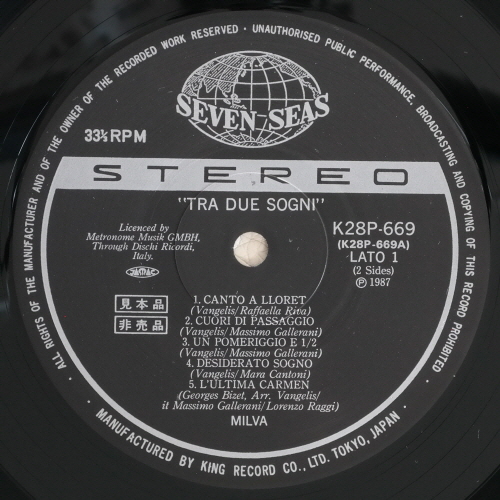 ALL RIGHTS OF THE MANUFACTURER AND OF THE OWNER OF THE RECORDED WORK RESERVED · UNAUTHORISED PUBLIC PERFORMANCE, BROADCASTING AND COPYING OF THIS RECORD PROHIBITED
SEVEN SEAS
33⅓RPM
STEREO
"TRA DUE SOGNI"
Licenced by
Metronome Musik GMBH,
Through Dischi Ricordi,
Italy.
K28P-669
(K28P-669A)
LATO 1
(2 Sides)
Ⓟ 1987
見本品
非売品
1. CANTO A LLORET
(Vangelis/Raffaella Riva)
2. CUORI DI PASSAGGIO
(Vangelis/Massimo Gallerani)
3. UN POMERIGGIO E 1/2
(Vangelis/Massimo Gallerani)
4. DESIDERATO SOGNO
(Vangelis/Mara Cantoni)
5. L'ULTIMA CARMEN
(Georges Bizet, Arr. Vangelis/
it Massimo Gallerani/Lorenzo Raggi)
MILVA
MANUFACTURED BY KING RECORD CO., LTD. TOKYO, JAPAN